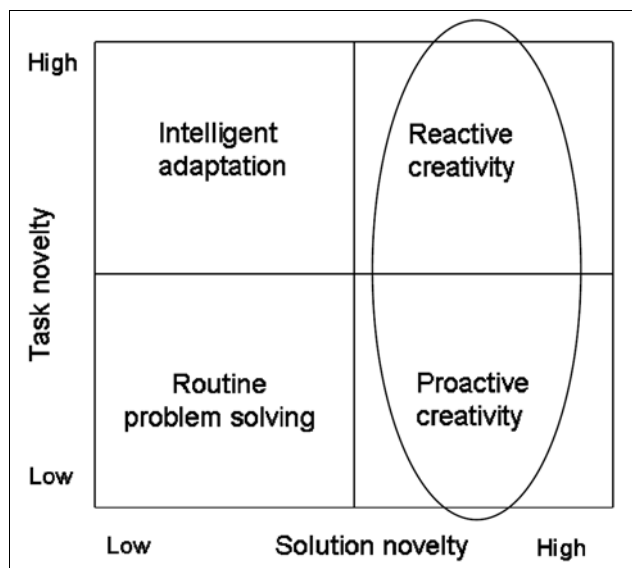 High
Intelligent
adaptation
Reactive
creativity
Task novelty
Routine
problem solving
Proactive
creativity
Low
Low
Solution novelty
High